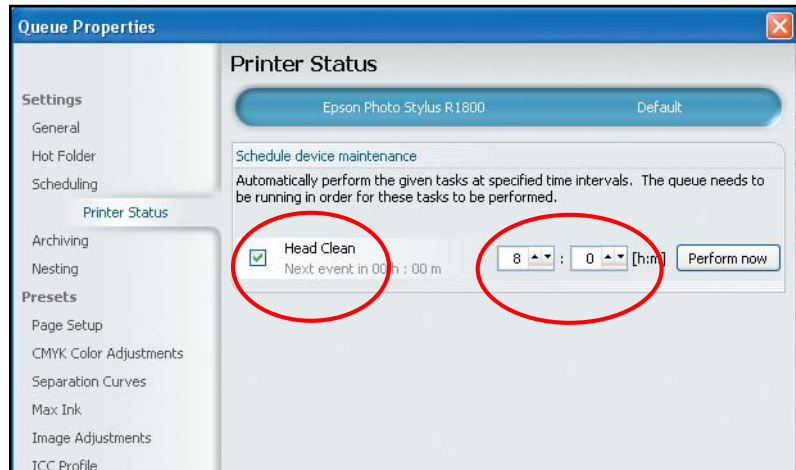 Queue Properties
Printer Status
Settings
General
Hot Folder
Scheduling
Printer Status
Archiving
Nesting
Presets
Page Setup
CMYK Color Adjustments
Separation Curves
Max Ink
Image Adjustments
ICC Profile
Epson Photo Stylus R1800 Default
Schedule device maintenance
Automatically perform the given tasks at specified time intervals. The queue needs to
be running in order for these tasks to be performed.
Head Clean
Next event in 00 h : 00 m
8 : 0 [h:m] Perform now